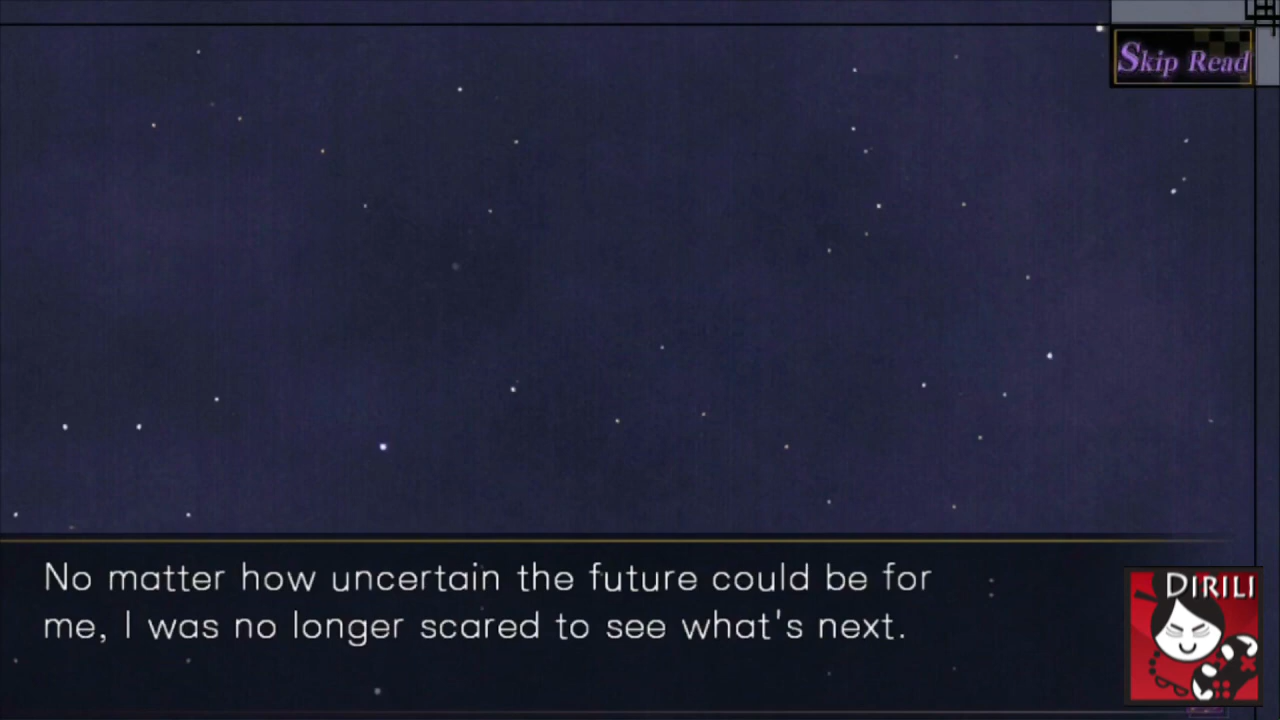 Skip Read
No matter how uncertain the future could be for
me, I was no longer scared to see what's next.
DIRILI